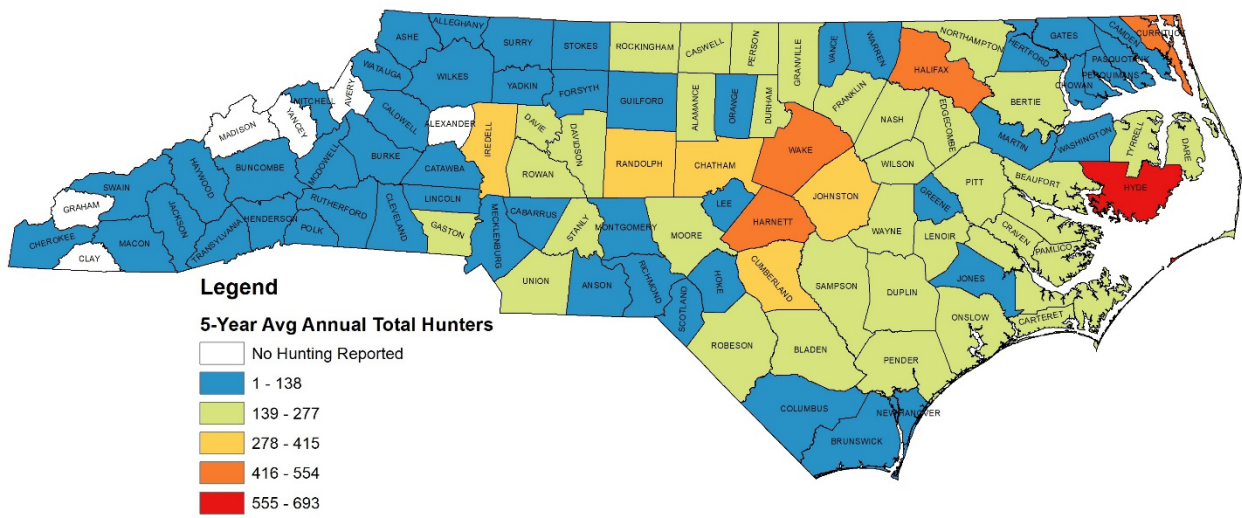 ALLEGHANY
ASHE
SURRY
STOKES
ROCKINGHAM
CASWELL
PERSON
GRANVILLE
VANCE
WARREN
NORTHAMPTON
HERTFORD
GATES
CAMDEN
CURRITUCK
PASQUOTANK
PERQUIMANS
CHOWAN
HALIFAX
BERTIE
WATAUGA
WILKES
YADKIN
FORSYTH
GUILFORD
ALAMANCE
ORANGE
DURHAM
FRANKLIN
NASH
EDGECOMBE
MARTIN
WASHINGTON
TYRRELL
DARE
MITCHELL
AVERY
CALDWELL
ALEXANDER
IREDELL
DAVIE
DAVIDSON
RANDOLPH
CHATHAM
WAKE
WILSON
PITT
BEAUFORT
HYDE
MADISON
YANCEY
MCDOWELL
BURKE
CATAWBA
ROWAN
JOHNSTON
GREENE
HAYWOOD
BUNCOMBE
SWAIN
RUTHERFORD
CLEVELAND
LINCOLN
CABARRUS
STANLY
MONTGOMERY
MOORE
LEE
HARNETT
WAYNE
LENOIR
CRAVEN
PAMLICO
GRAHAM
JACKSON
TRANSYLVANIA
HENDERSON
POLK
GASTON
MECKLENBURG
CHEROKEE
MACON
CLAY
UNION
ANSON
RICHMOND
SCOTLAND
HOKE
CUMBERLAND
SAMPSON
DUPLIN
JONES
ONSLOW
CARTERET
ROBESON
BLADEN
PENDER
COLUMBUS
NEW HANOVER
BRUNSWICK
Legend
5-Year Avg Annual Total Hunters
No Hunting Reported
1 - 138
139 - 277
278 - 415
416 - 554
555 - 693